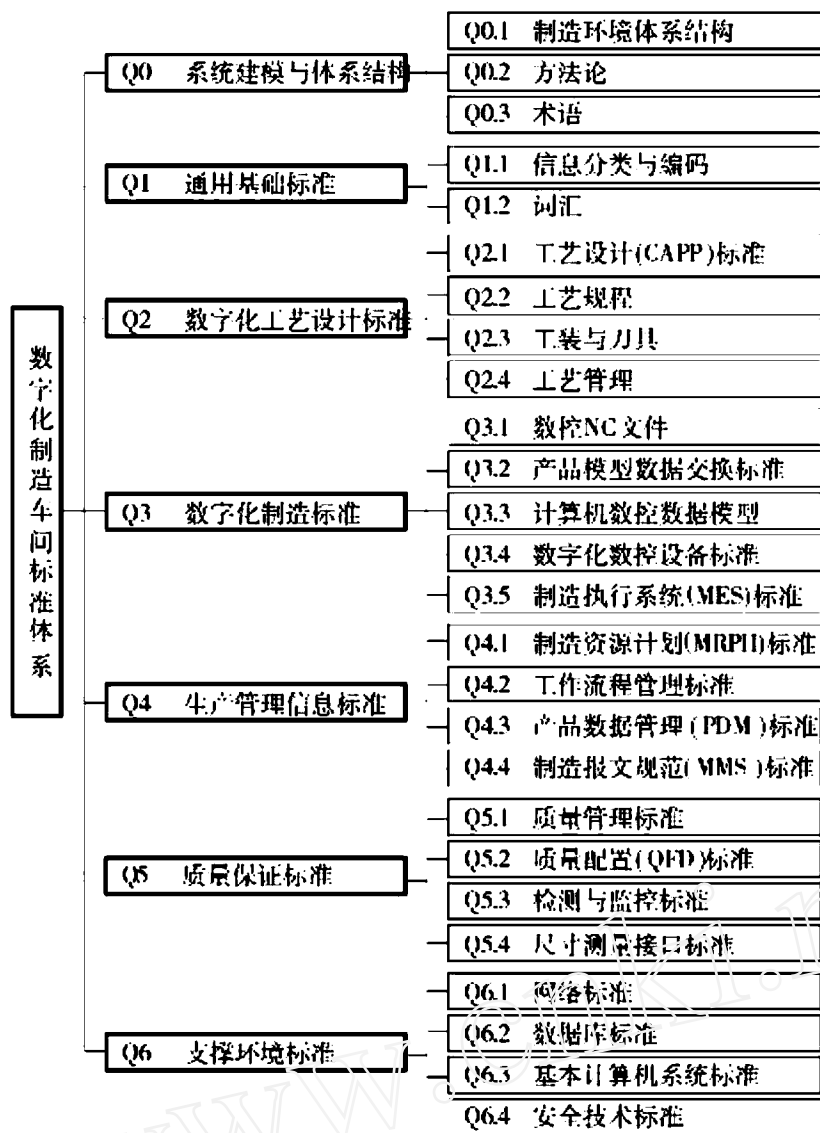 数字化制造车间标准体系
Q0 系统建模与体系结构
Q0.1 制造环境体系结构
Q0.2 方法论
Q0.3 术语
Q1 通用基础标准
Q1.1 信息分类与编码
Q1.2 词汇
Q2 数字化工艺设计标准
Q2.1 工艺设计(CAPP)标准
Q2.2 工艺规程
Q2.3 工装与刀具
Q2.4 工艺管理
Q3 数字化制造标准
Q3.1 数控NC文件
Q3.2 产品模型数据交换标准
Q3.3 计算机数控数据模型
Q3.4 数字化数控设备标准
Q3.5 制造执行系统(MES)标准
Q4 生产管理信息标准
Q4.1 制造资源计划(MRPII)标准
Q4.2 工作流程管理标准
Q4.3 产品数据管理(PDM)标准
Q4.4 制造报文规范(MMS)标准
Q5 质量保证标准
Q5.1 质量管理标准
Q5.2 质量配置(QFD)标准
Q5.3 检测与监控标准
Q5.4 尺寸测量接口标准
Q6 支撑环境标准
Q6.1 网络标准
Q6.2 数据库标准
Q6.3 基本计算机系统标准
Q6.4 安全技术标准